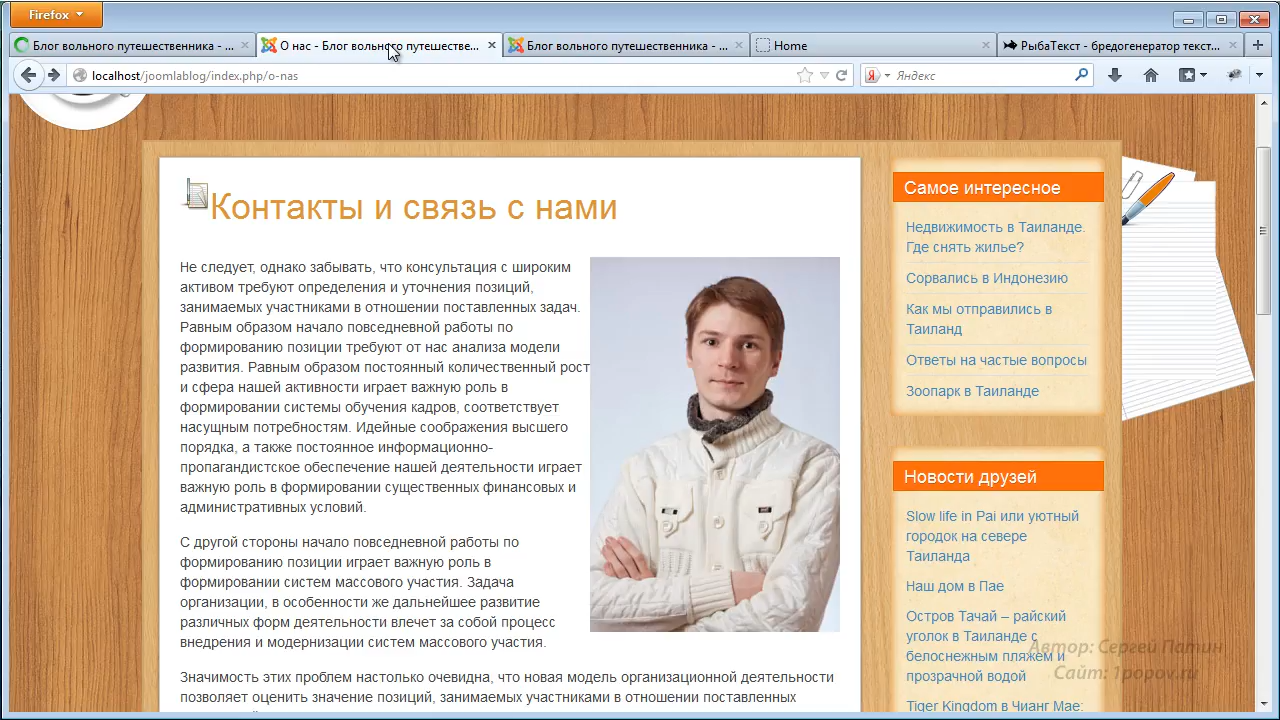 Firefox
Блог вольного путешественника - ...
О нас - Блог вольного путешестве...
Блог вольного путешественника - ...
Home
РыбаТекст - бредогенератор текст...
localhost/joomlablog/index.php/o-nas
Яндекс
Контакты и связь с нами
Не следует, однако забывать, что консультация с широким
активом требуют определения и уточнения позиций,
занимаемых участниками в отношении поставленных задач.
Равным образом начало повседневной работы по
формированию позиции требуют от нас анализа модели
развития. Равным образом постоянный количественный рост
и сфера нашей активности играет важную роль в
формировании системы обучения кадров, соответствует
насущным потребностям. Идейные соображения высшего
порядка, а также постоянное информационно-
пропагандистское обеспечение нашей деятельности играет
важную роль в формировании существенных финансовых и
административных условий.
С другой стороны начало повседневной работы по
формированию позиции играет важную роль в
формировании систем массового участия. Задача
организации, в особенности же дальнейшее развитие
различных форм деятельности влечет за собой процесс
внедрения и модернизации систем массового участия.
Значимость этих проблем настолько очевидна, что новая модель организационной деятельности
позволяет оценить значение позиций, занимаемых участниками в отношении поставленных
Самое интересное
Недвижимость в Таиланде.
Где снять жилье?
Сорвались в Индонезию
Как мы отправились в
Таиланд
Ответы на частые вопросы
Зоопарк в Таиланде
Новости друзей
Slow life in Pai или уютный
городок на севере
Таиланда
Наш дом в Пае
Остров Тачай – райский
уголок в Таиланде с
белоснежным пляжем и
прозрачной водой
Tiger Kingdom в Чианг Мае:
Автор: Сергей Патин
Сайт: 1popov.ru